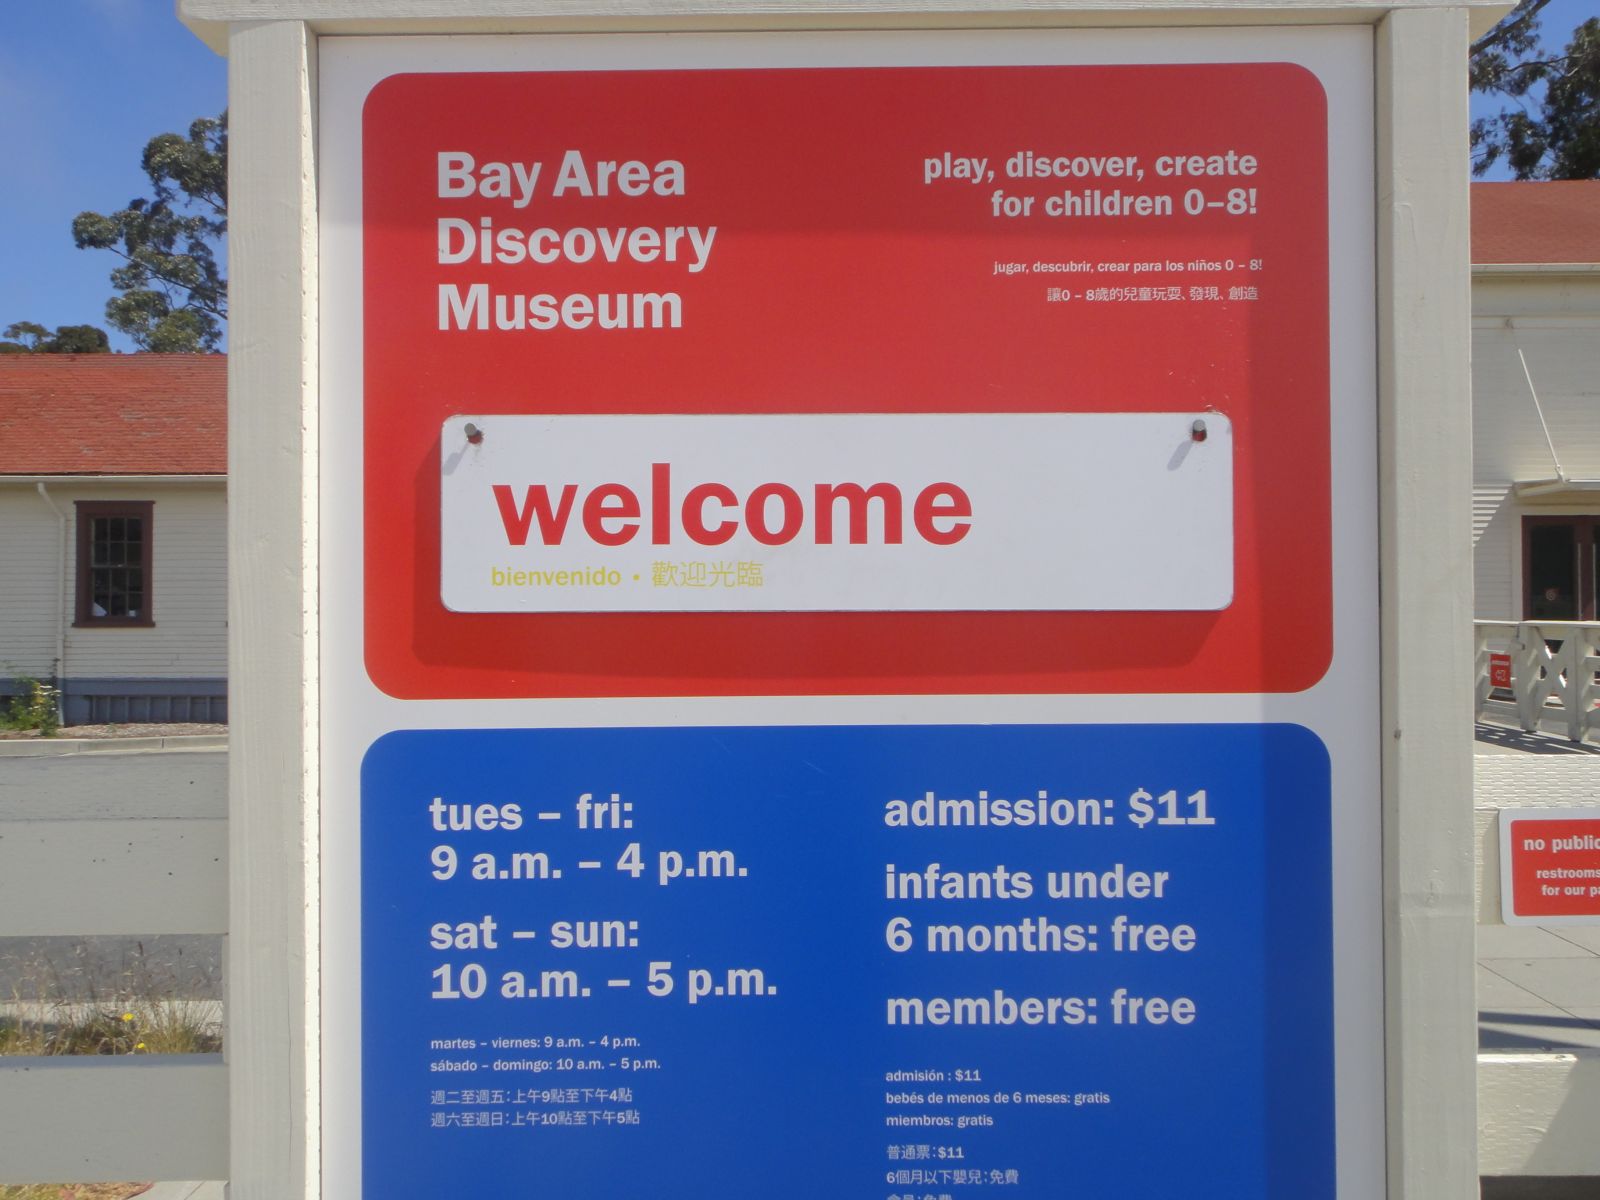 Bay Area
Discovery
Museum
play, discover, create
for children 0–8!
jugar, descubrir, crear para los niños 0 – 8!
讓0 – 8歲的兒童玩耍、發現、創造
welcome
bienvenido • 歡迎光臨
tues – fri:
9 a.m. – 4 p.m.
sat – sun:
10 a.m. – 5 p.m.
martes – viernes: 9 a.m. – 4 p.m.
sábado – domingo: 10 a.m. – 5 p.m.
週二至週五：上午9點至下午4點
週六至週日：上午10點至下午5點
admission: $11
infants under
6 months: free
members: free
admisión : $11
bebés de menos de 6 meses: gratis
miembros: gratis
普通票：$11
6個月以下嬰兒：免費
會員：免費
no public
restrooms
for our